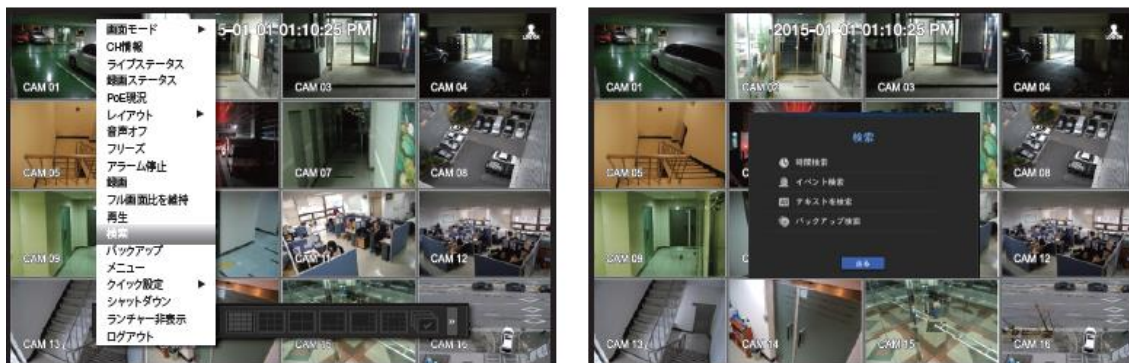 画面モード
CH情報
ライブステータス
録画ステータス
PoE現況
レイアウト
音声オフ
フリーズ
アラーム停止
録画
フル画面比を維持
再生
検索
バックアップ
メニュー
クイック設定
シャットダウン
ランチャー非表示
ログアウト
5-01-01 01:10:25 PM
CAM 01
CAM 03
CAM 04
CAM 05
CAM 07
CAM 08
CAM 09
CAM 11
CAM 12
CAM 13
CAM 15
CAM 16
2015-01-01 01:10:25 PM
CAM 01
CAM 02
CAM 03
CAM 04
CAM 05
検索
時間検索
イベント検索
テキストを検索
バックアップ検索
CAM 08
CAM 09
CAM 12
CAM 13
CAM 14
CAM 15
CAM 16